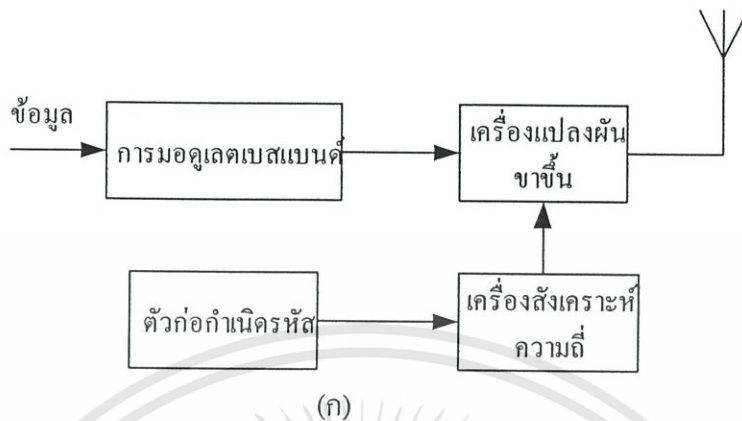 ข้อมูล
การมอดูเลตเบสแบนด์
เครื่องแปลงผัน
ขาขึ้น
ตัวก่อกำเนิดรหัส
เครื่องสังเคราะห์
ความถี่
(ก)